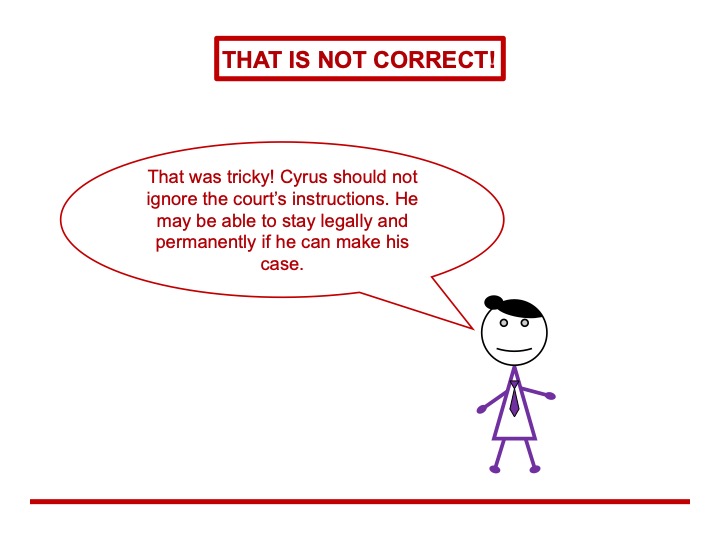 THAT IS NOT CORRECT!
That was tricky! Cyrus should not
ignore the court’s instructions. He
may be able to stay legally and
permanently if he can make his
case.